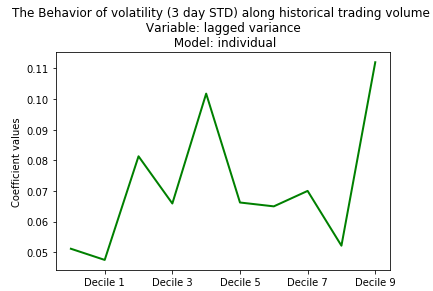 The Behavior of volatility (3 day STD) along historical trading volume
Variable: lagged variance
Model: individual
Coefficient values
0.11
0.10
0.09
0.08
0.07
0.06
0.05
Decile 1 Decile 3 Decile 5 Decile 7 Decile 9